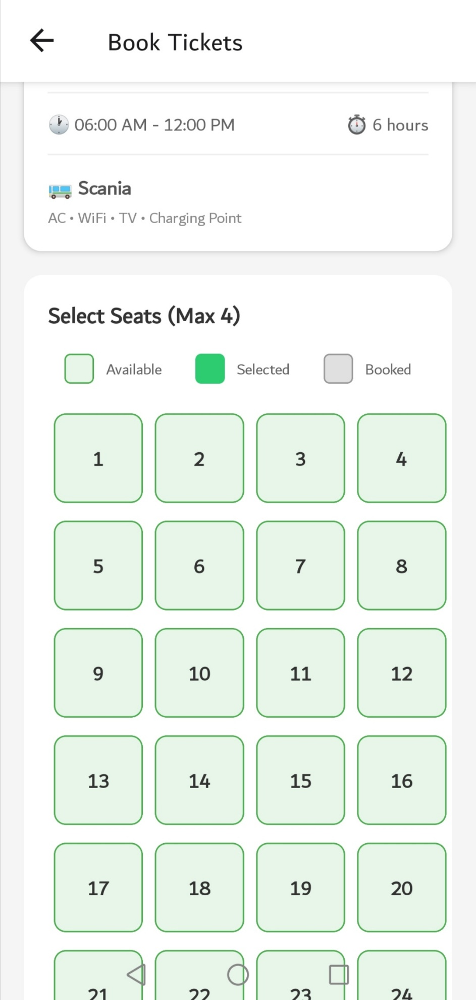 Book Tickets
06:00 AM - 12:00 PM
6 hours
Scania
AC • WiFi • TV • Charging Point
Select Seats (Max 4)
Available
Selected
Booked
1
2
3
4
5
6
7
8
9
10
11
12
13
14
15
16
17
18
19
20
21
22
23
24